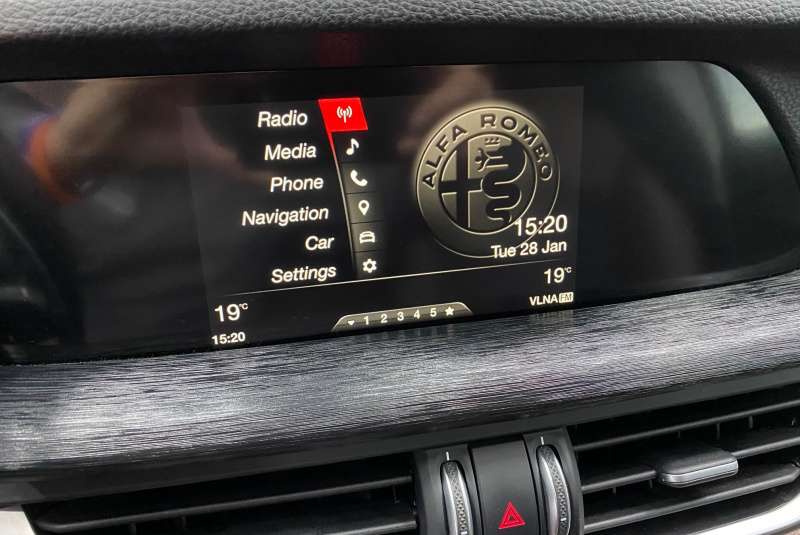 Radio
Media
Phone
Navigation
Car
Settings
ALFA ROMEO
15:20
Tue 28 Jan
19°C
19°C
15:20
1 2 3 4 5
VLNA FM